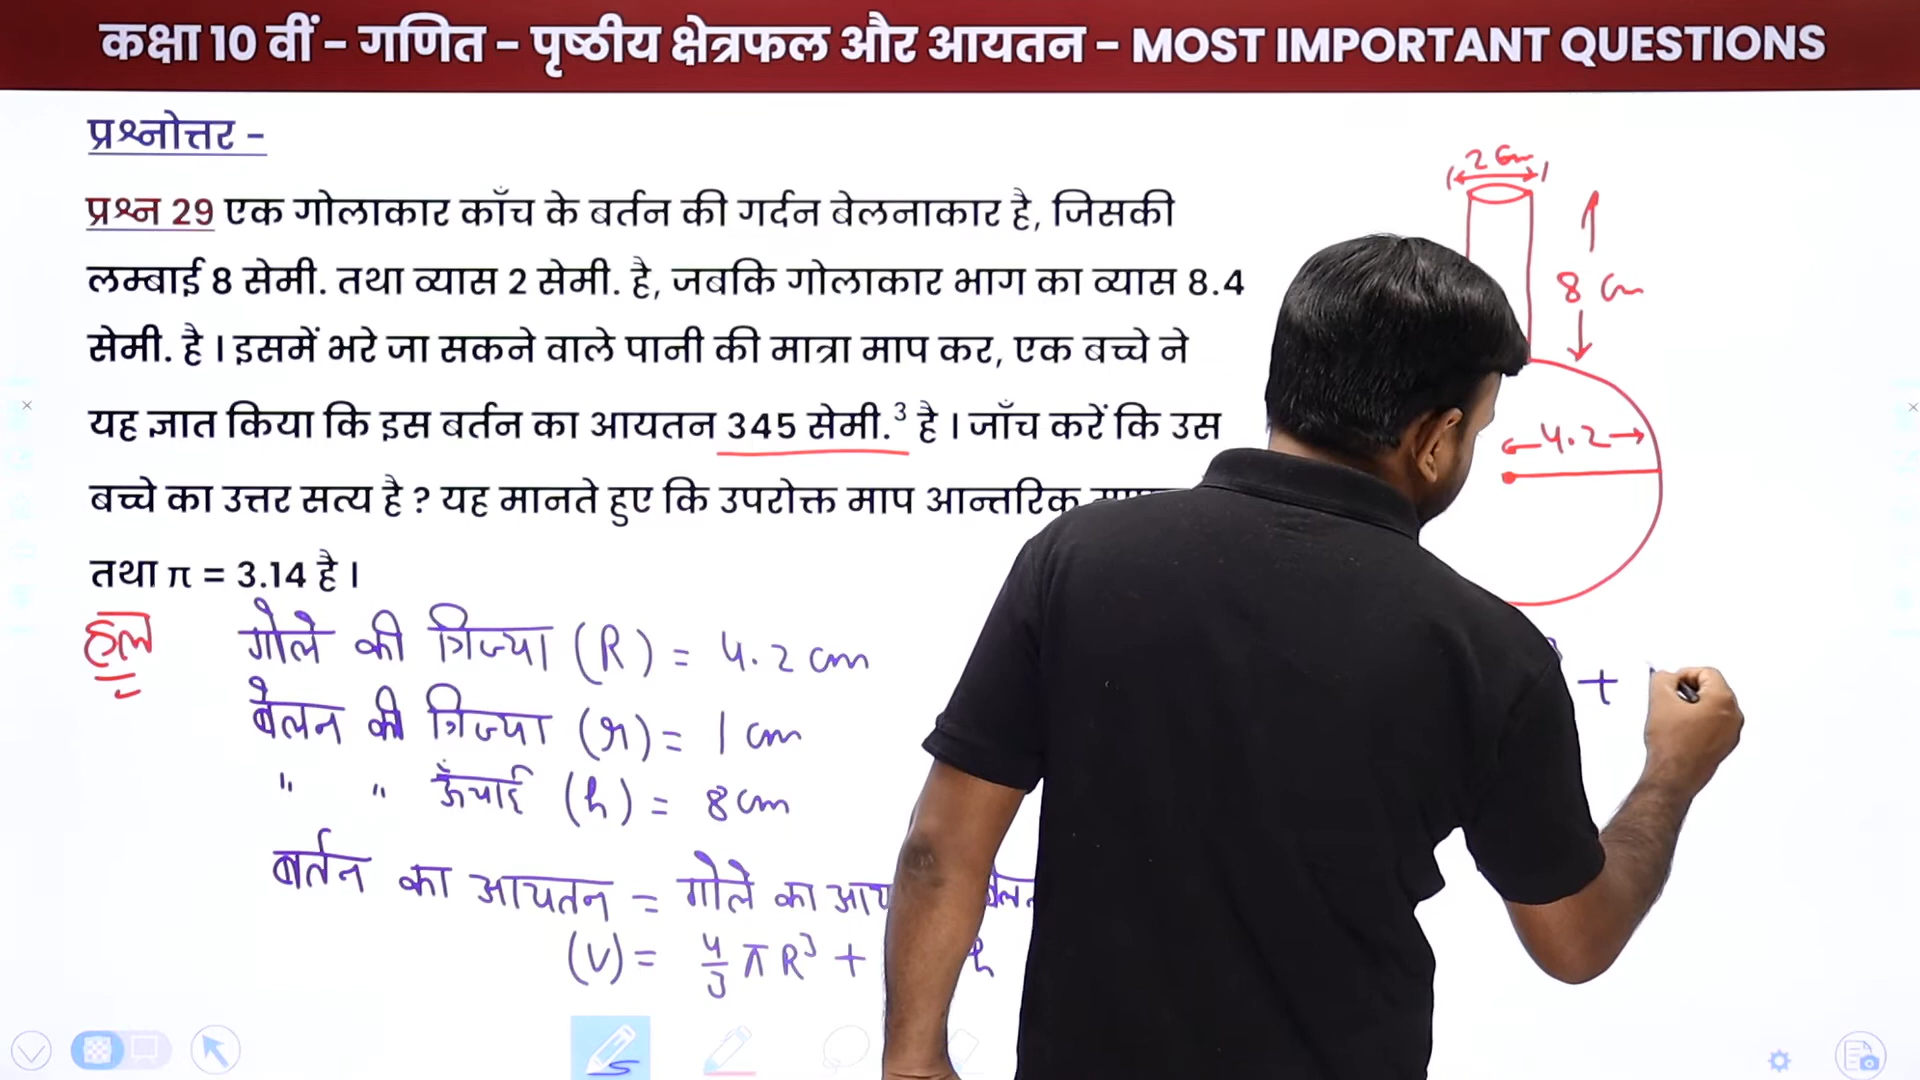 कक्षा 10 वीं – गणित – पृष्ठीय क्षेत्रफल और आयतन – MOST IMPORTANT QUESTIONS
प्रश्नोत्तर –
प्रश्न 29 एक गोलाकार काँच के बर्तन की गर्दन बेलनाकार है, जिसकी
लम्बाई 8 सेमी. तथा व्यास 2 सेमी. है, जबकि गोलाकार भाग का व्यास 8.4
सेमी. है । इसमें भरे जा सकने वाले पानी की मात्रा माप कर, एक बच्चे ने
यह ज्ञात किया कि इस बर्तन का आयतन 345 सेमी.³ है । जाँच करें कि उस
बच्चे का उत्तर सत्य है ? यह मानते हुए कि उपरोक्त माप आन्तरिक
तथा π = 3.14 है ।
2 cm
8 cm
4.2
हल
गोले की त्रिज्या (R) = 4.2 cm
बेलन की त्रिज्या (r) = 1 cm
" " ऊँचाई (h) = 8 cm
बर्तन का आयतन = गोले का
(V) = 4/3 πR³ + h
+